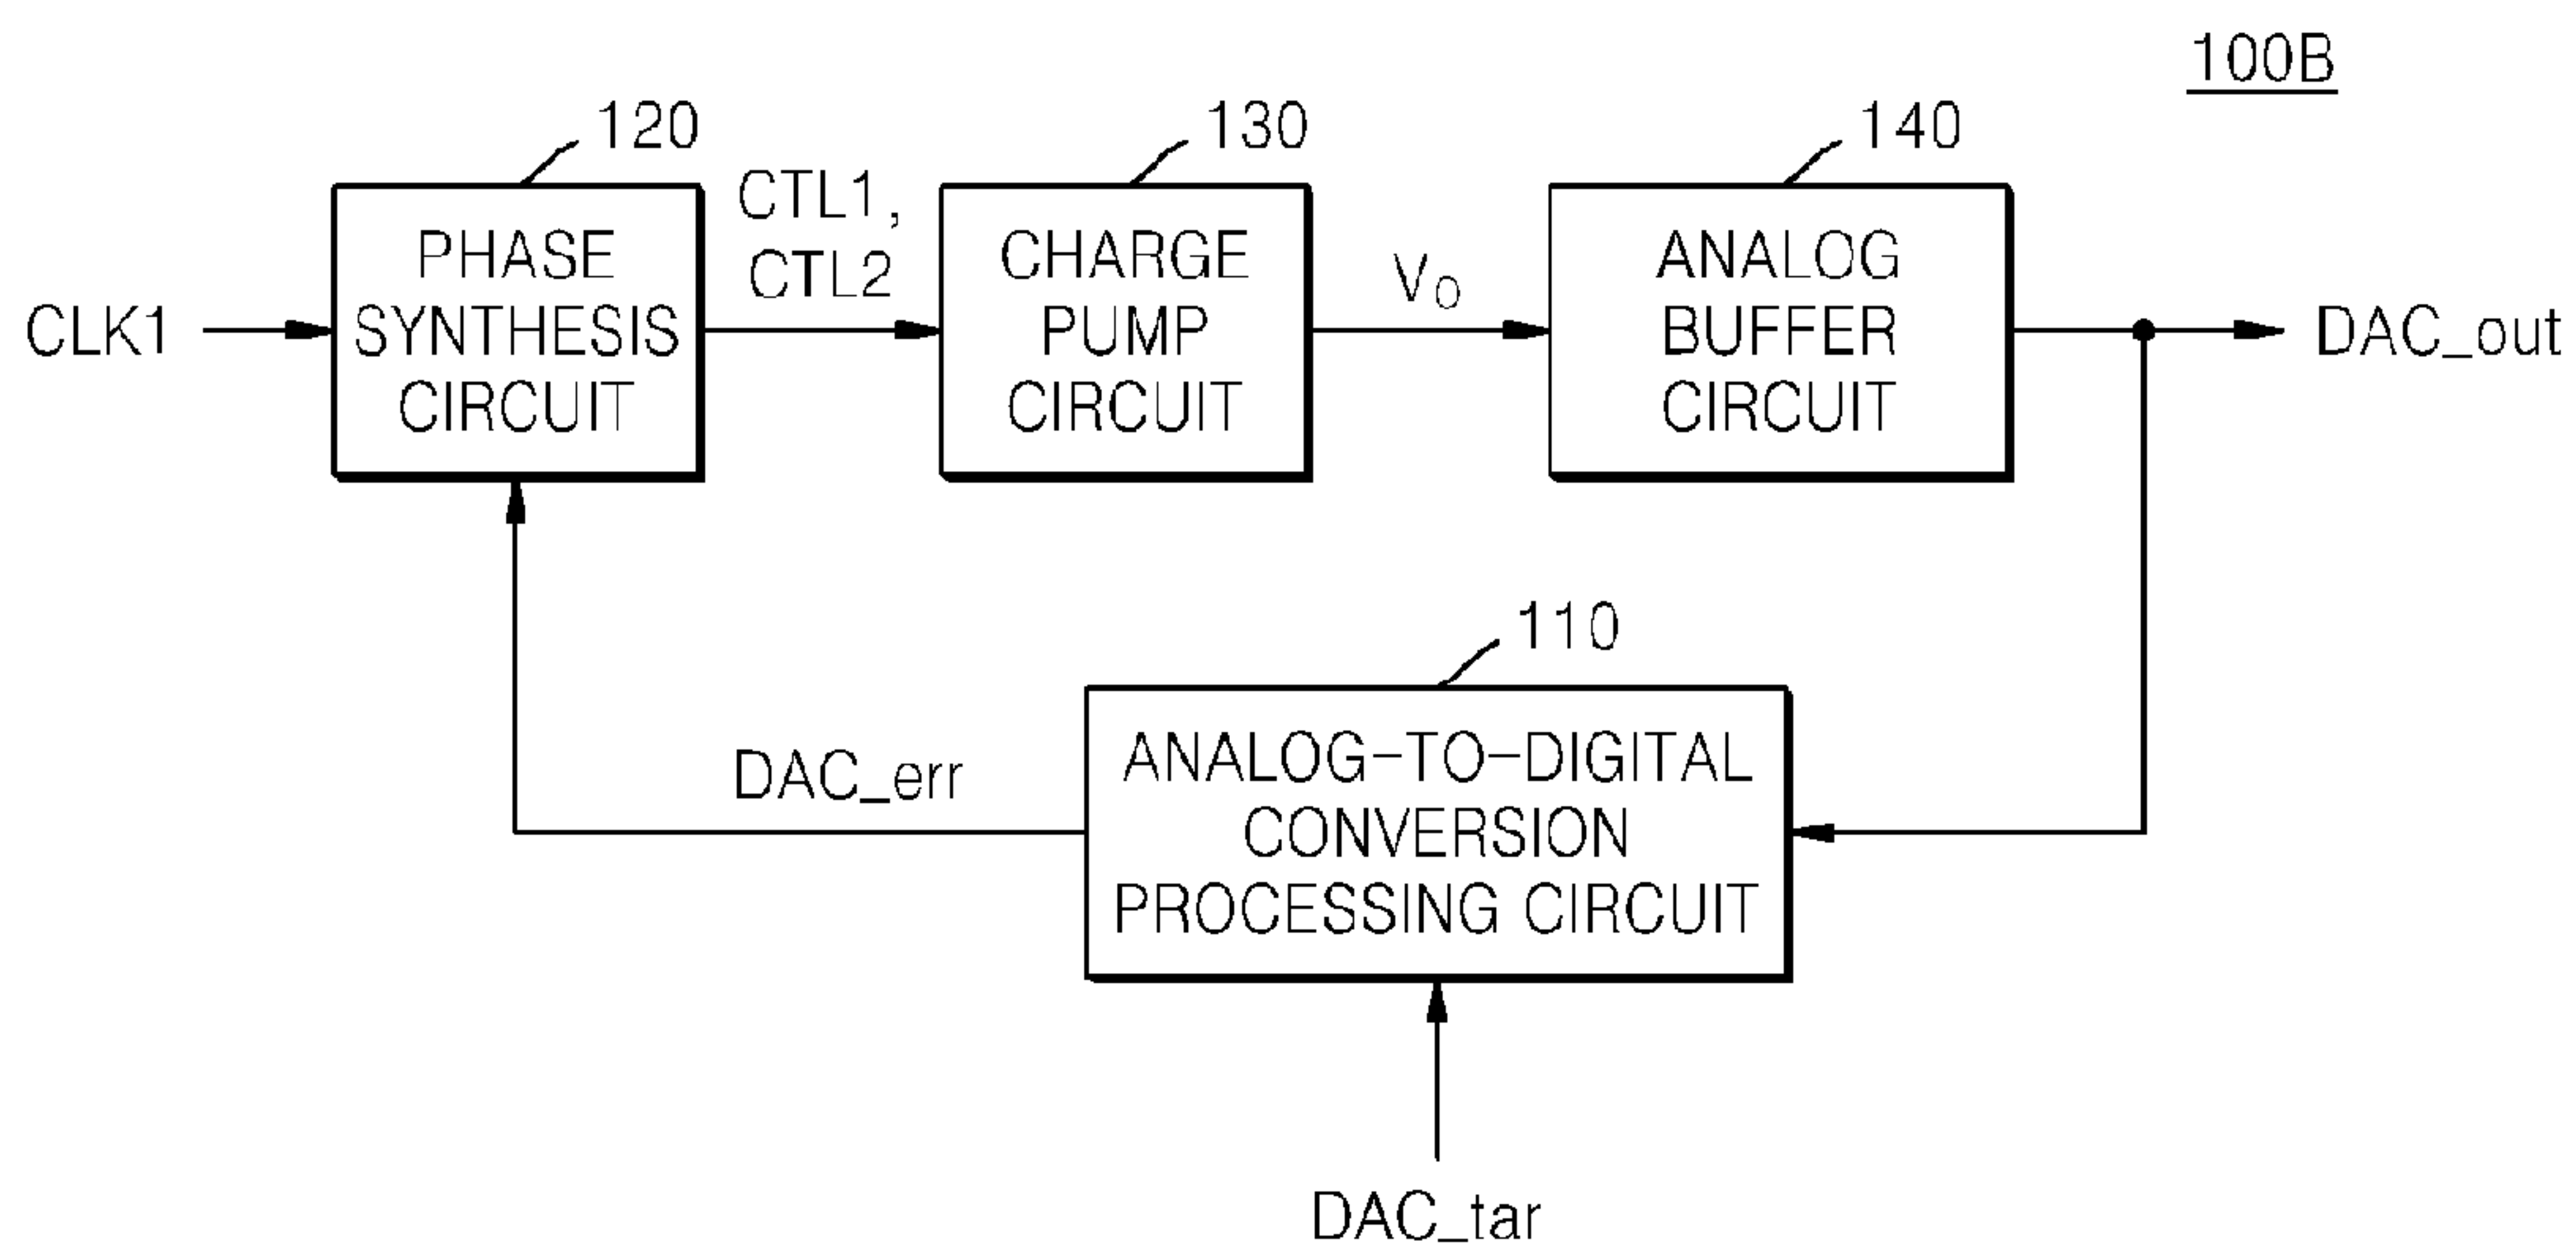 100B
120
130
140
CTL1,
CTL2
PHASE
SYNTHESIS
CIRCUIT
CHARGE
PUMP
CIRCUIT
ANALOG
BUFFER
CIRCUIT
CLK1
VO
DAC_out
110
DAC_err
ANALOG-TO-DIGITAL
CONVERSION
PROCESSING CIRCUIT
DAC_tar